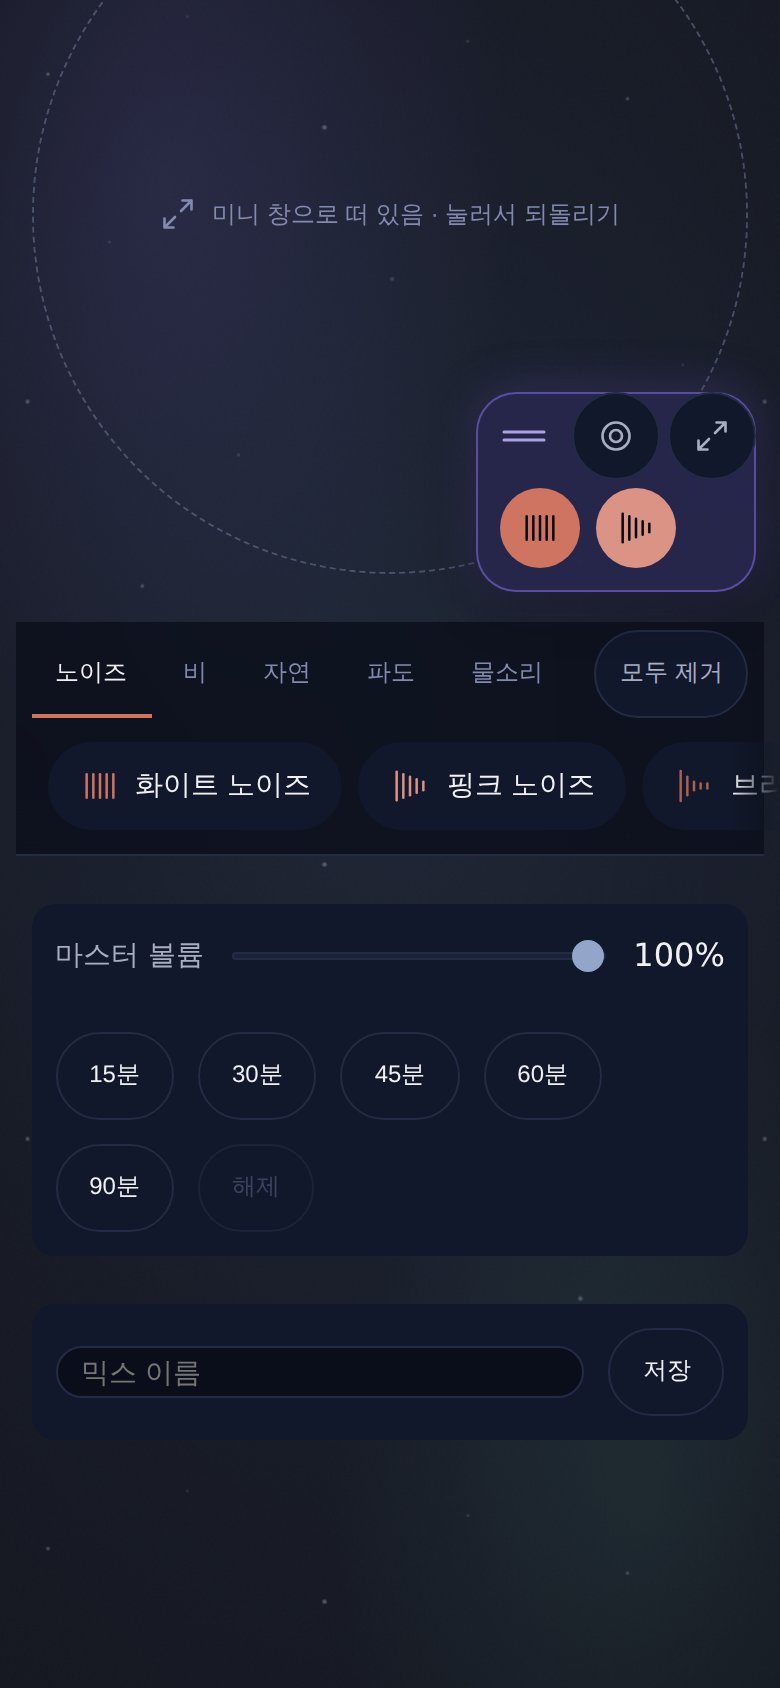 미니 창으로 떠 있음 · 눌러서 되돌리기
노이즈 비 자연 파도 물소리 모두 제거
화이트 노이즈 핑크 노이즈
마스터 볼륨 100%
15분 30분 45분 60분
90분 해제
믹스 이름 저장